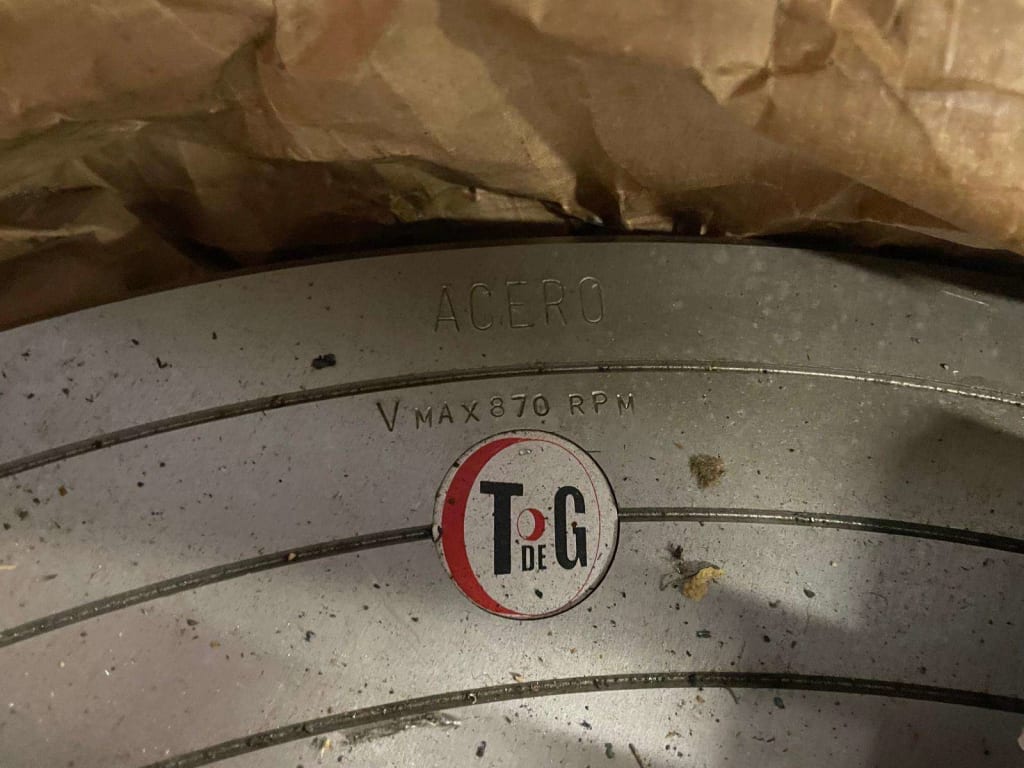 ACERO
V MAX 870 RPM
T DE G